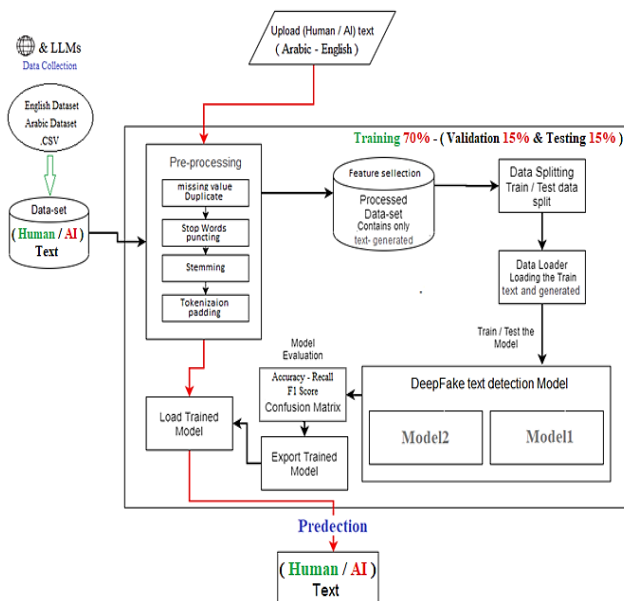 & LLMs
Data Collection
English Dataset
Arabic Dataset
.CSV
Data-set
( Human / AI )
Text
Upload (Human / AI) text
( Arabic - English )
Training 70% - ( Validation 15% & Testing 15% )
Pre-processing
missing value
Duplicate
Stop Words
puncting
Stemming
Tokenizaion
padding
Feature sellection
Processed
Data-set
Contains only
text- generated
Data Splitting
Train / Test data
split
Data Loader
Loading the Train
text and generated
Train / Test the
Model
DeepFake text detection Model
Model2
Model1
Model
Evaluation
Accuracy - Recall
F1 Score
Confusion Matrix
Export Trained
Model
Load Trained
Model
Predection
( Human / AI )
Text